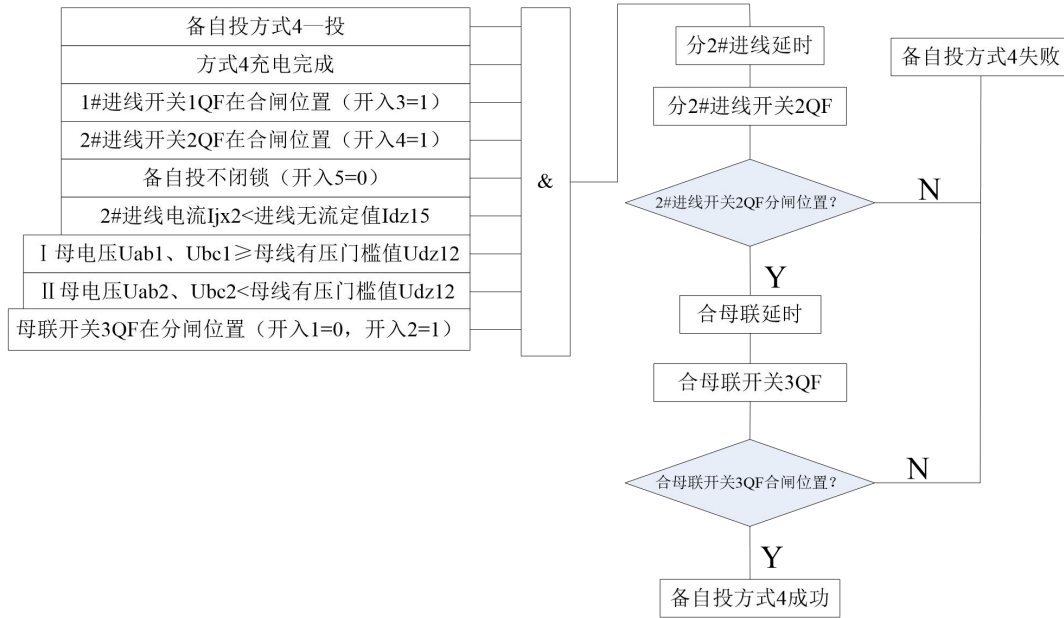 备自投方式4—投
方式4充电完成
1#进线开关1QF在合闸位置（开入3=1）
2#进线开关2QF在合闸位置（开入4=1）
备自投不闭锁（开入5=0）
2#进线电流Ijx2<进线无流定值Idz15
Ⅰ母电压Uab1、Ubc1≥母线有压门槛值Udz12
Ⅱ母电压Uab2、Ubc2<母线有压门槛值Udz12
母联开关3QF在分闸位置（开入1=0，开入2=1）
&
分2#进线延时
分2#进线开关2QF
2#进线开关2QF分闸位置？
N
Y
合母联延时
合母联开关3QF
合母联开关3QF合闸位置？
N
Y
备自投方式4成功
备自投方式4失败